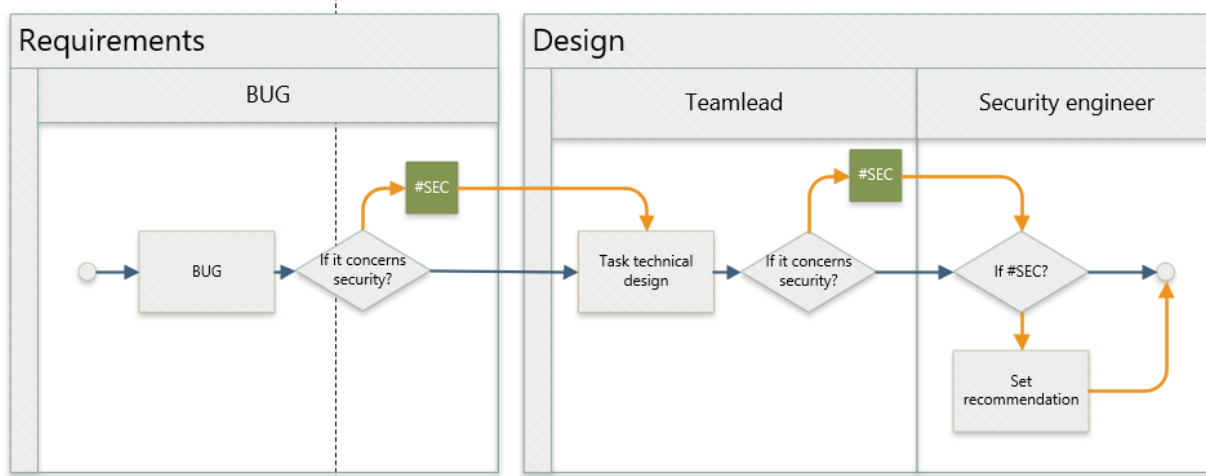 Requirements
Design
BUG
Teamlead
Security engineer
#SEC
#SEC
BUG
If it concerns
security?
Task technical
design
If it concerns
security?
If #SEC?
Set
recommendation